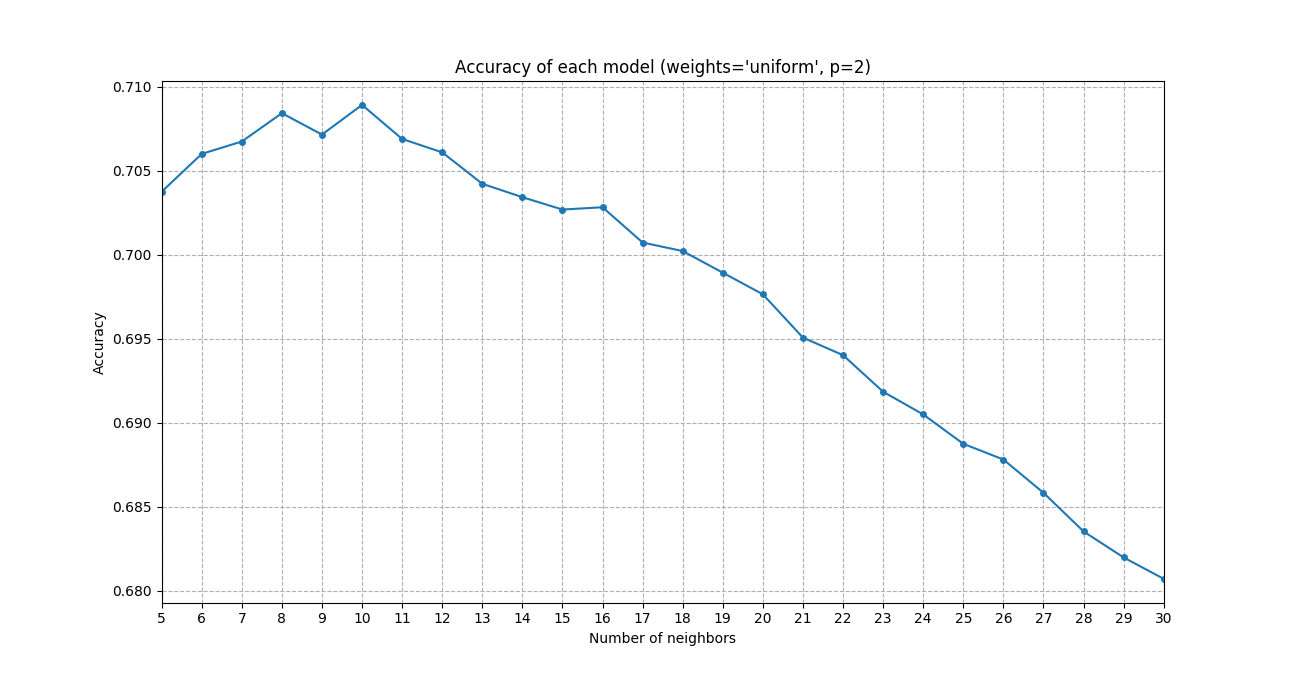 Accuracy of each model (weights='uniform', p=2)
0.710
0.705
0.700
0.695
0.690
0.685
0.680
Accuracy
5 6 7 8 9 10 11 12 13 14 15 16 17 18 19 20 21 22 23 24 25 26 27 28 29 30
Number of neighbors